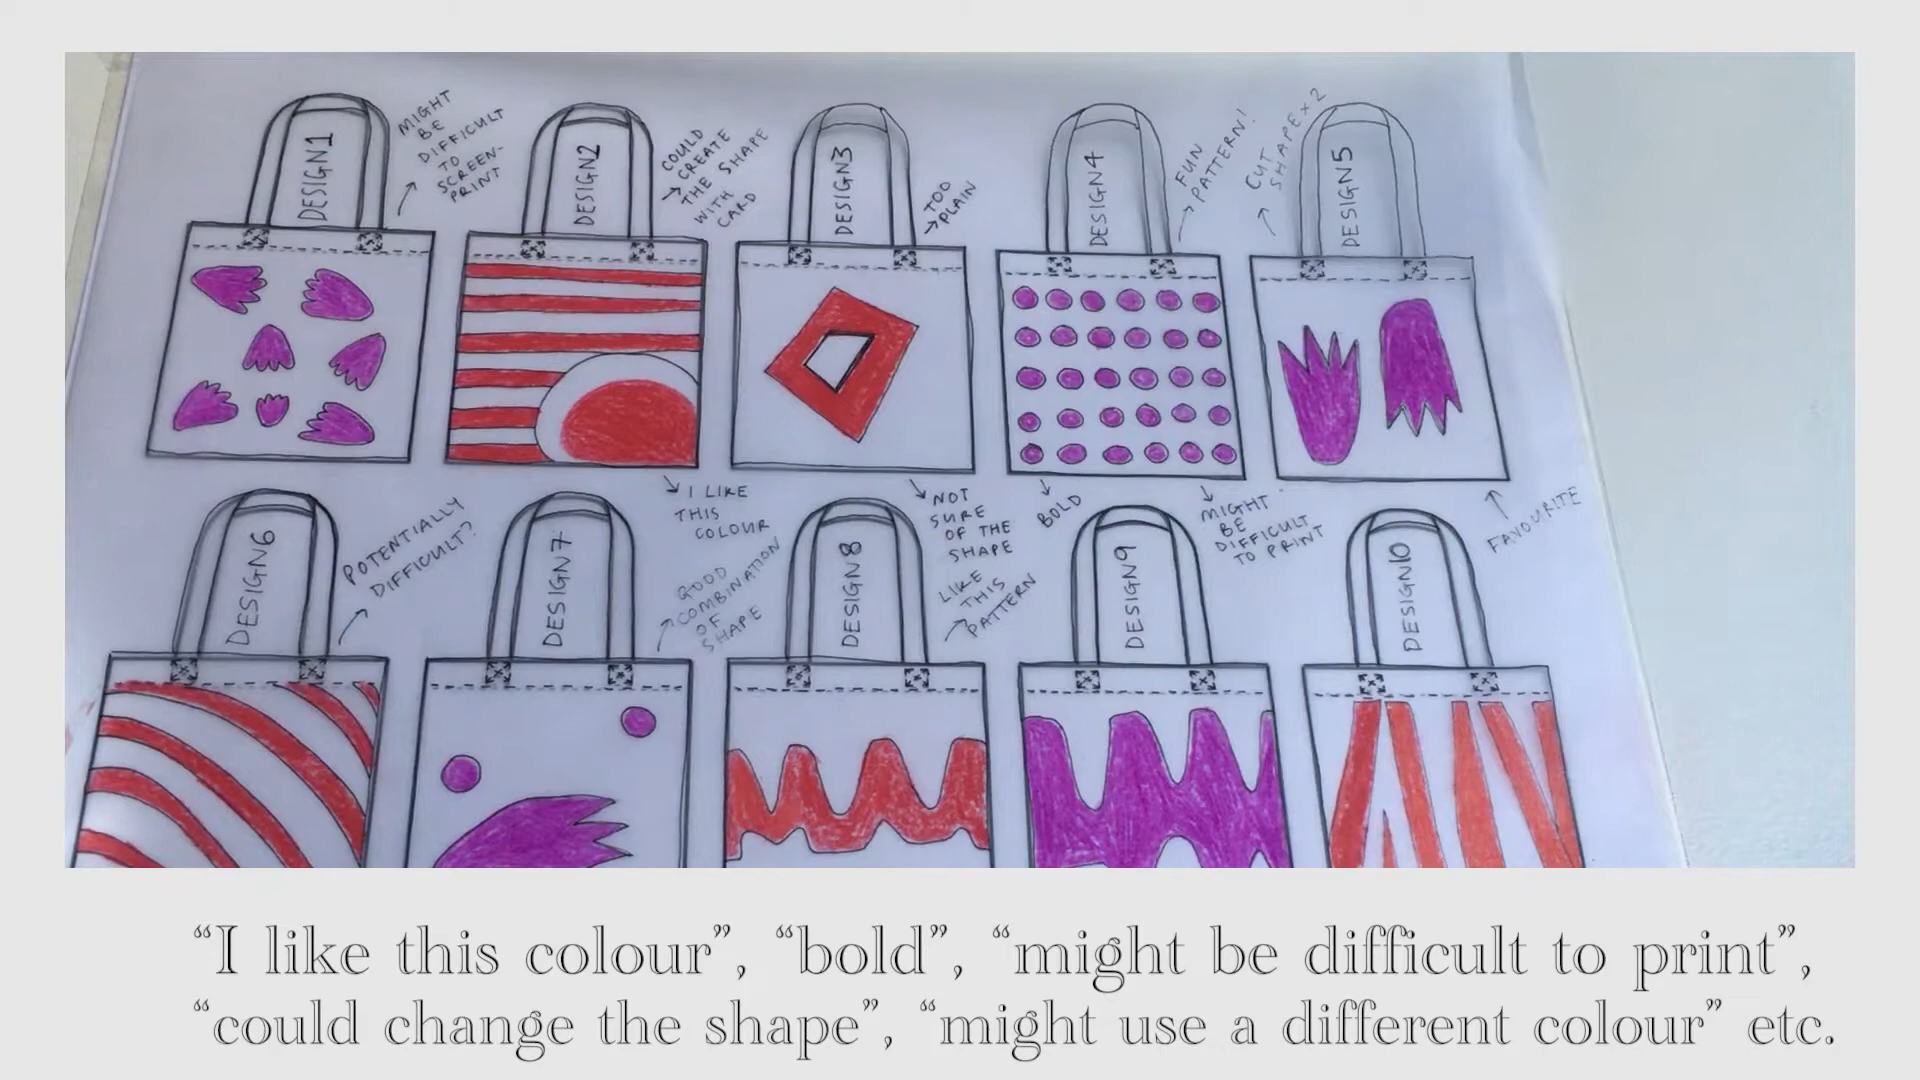 DESIGN1
MIGHT
BE
DIFFICULT
TO
SCREEN-
PRINT
DESIGN2
COULD
CREATE
THE SHAPE
WITH
CARD
DESIGN3
TOO
PLAIN
DESIGN4
FUN
PATTERN!
CUT
SHAPE x 2
DESIGN5
I LIKE
THIS
COLOUR
NOT
SURE
OF THE
SHAPE
BOLD
MIGHT
BE
DIFFICULT
TO PRINT
FAVOURITE
DESIGN6
POTENTIALLY
DIFFICULT?
DESIGN7
GOOD
COMBINATION
OF
SHAPE
DESIGN8
LIKE
THIS
PATTERN
DESIGN9
DESIGN10
“I like this colour”, “bold”, “might be difficult to print”,
“could change the shape”, “might use a different colour” etc.